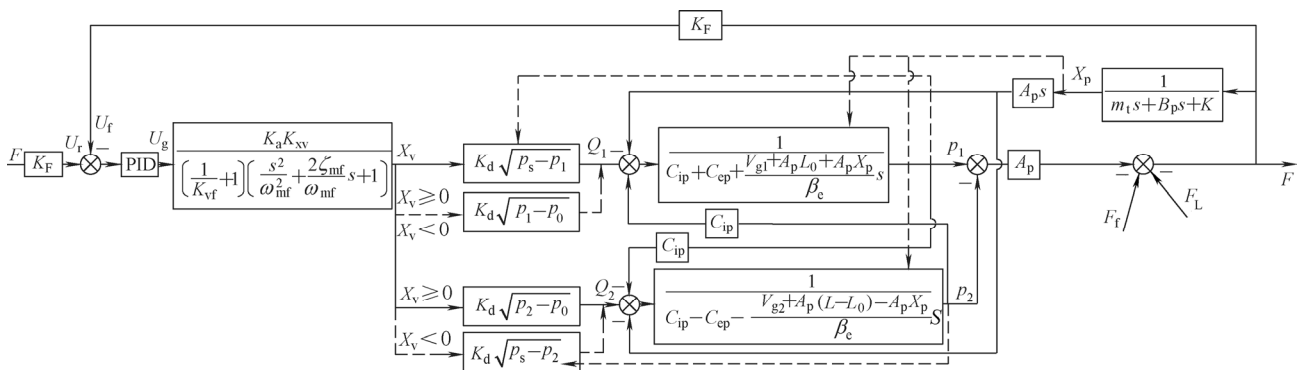 K_F
X_p
A_p s
1
m_t s+B_p s+K
F
K_F
U_r
U_f
−
PID
U_g
K_a K_xv
(1/K_vf+1)(s²/ω²_mf+2ζ_mf/ω_mf s+1)
X_v
K_d√p_s−p_1
Q_1
−
1
C_ip+C_ep+(V_g1+A_p L_0+A_p X_p)/β_e s
p_1
−
A_p
−
−
F
F_f
F_L
X_v≥0
X_v<0
K_d√p_1−p_0
C_ip
C_ip
X_v≥0
K_d√p_2−p_0
Q_2
−
−
1
C_ip−C_ep−(V_g2+A_p(L−L_0)−A_p X_p)/β_e S
p_2
X_v<0
K_d√p_s−p_2